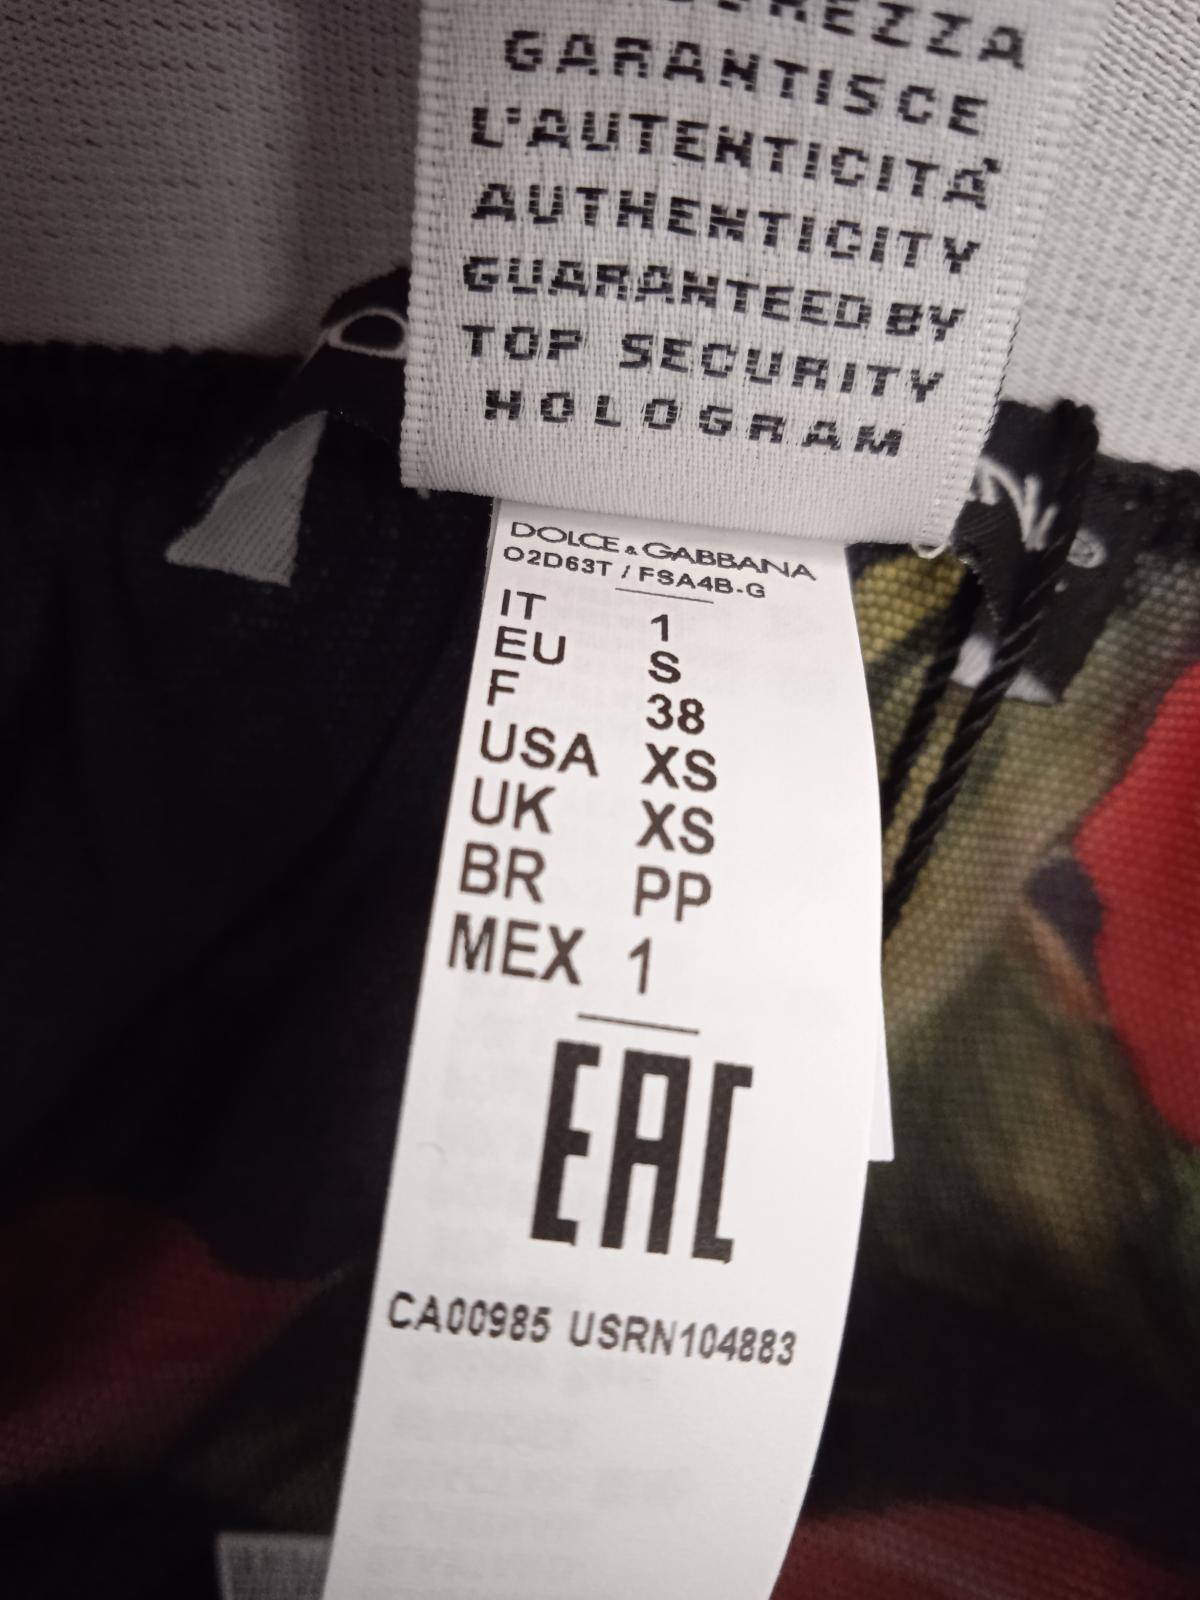 GARANTISCE
L'AUTENTICITÀ
AUTHENTICITY
GUARANTEED BY
TOP SECURITY
HOLOGRAM
DOLCE & GABBANA
O2D63T / FSA4B-G
IT 1
EU S
F 38
USA XS
UK XS
BR PP
MEX 1
EAC
CA00985 USRN104883